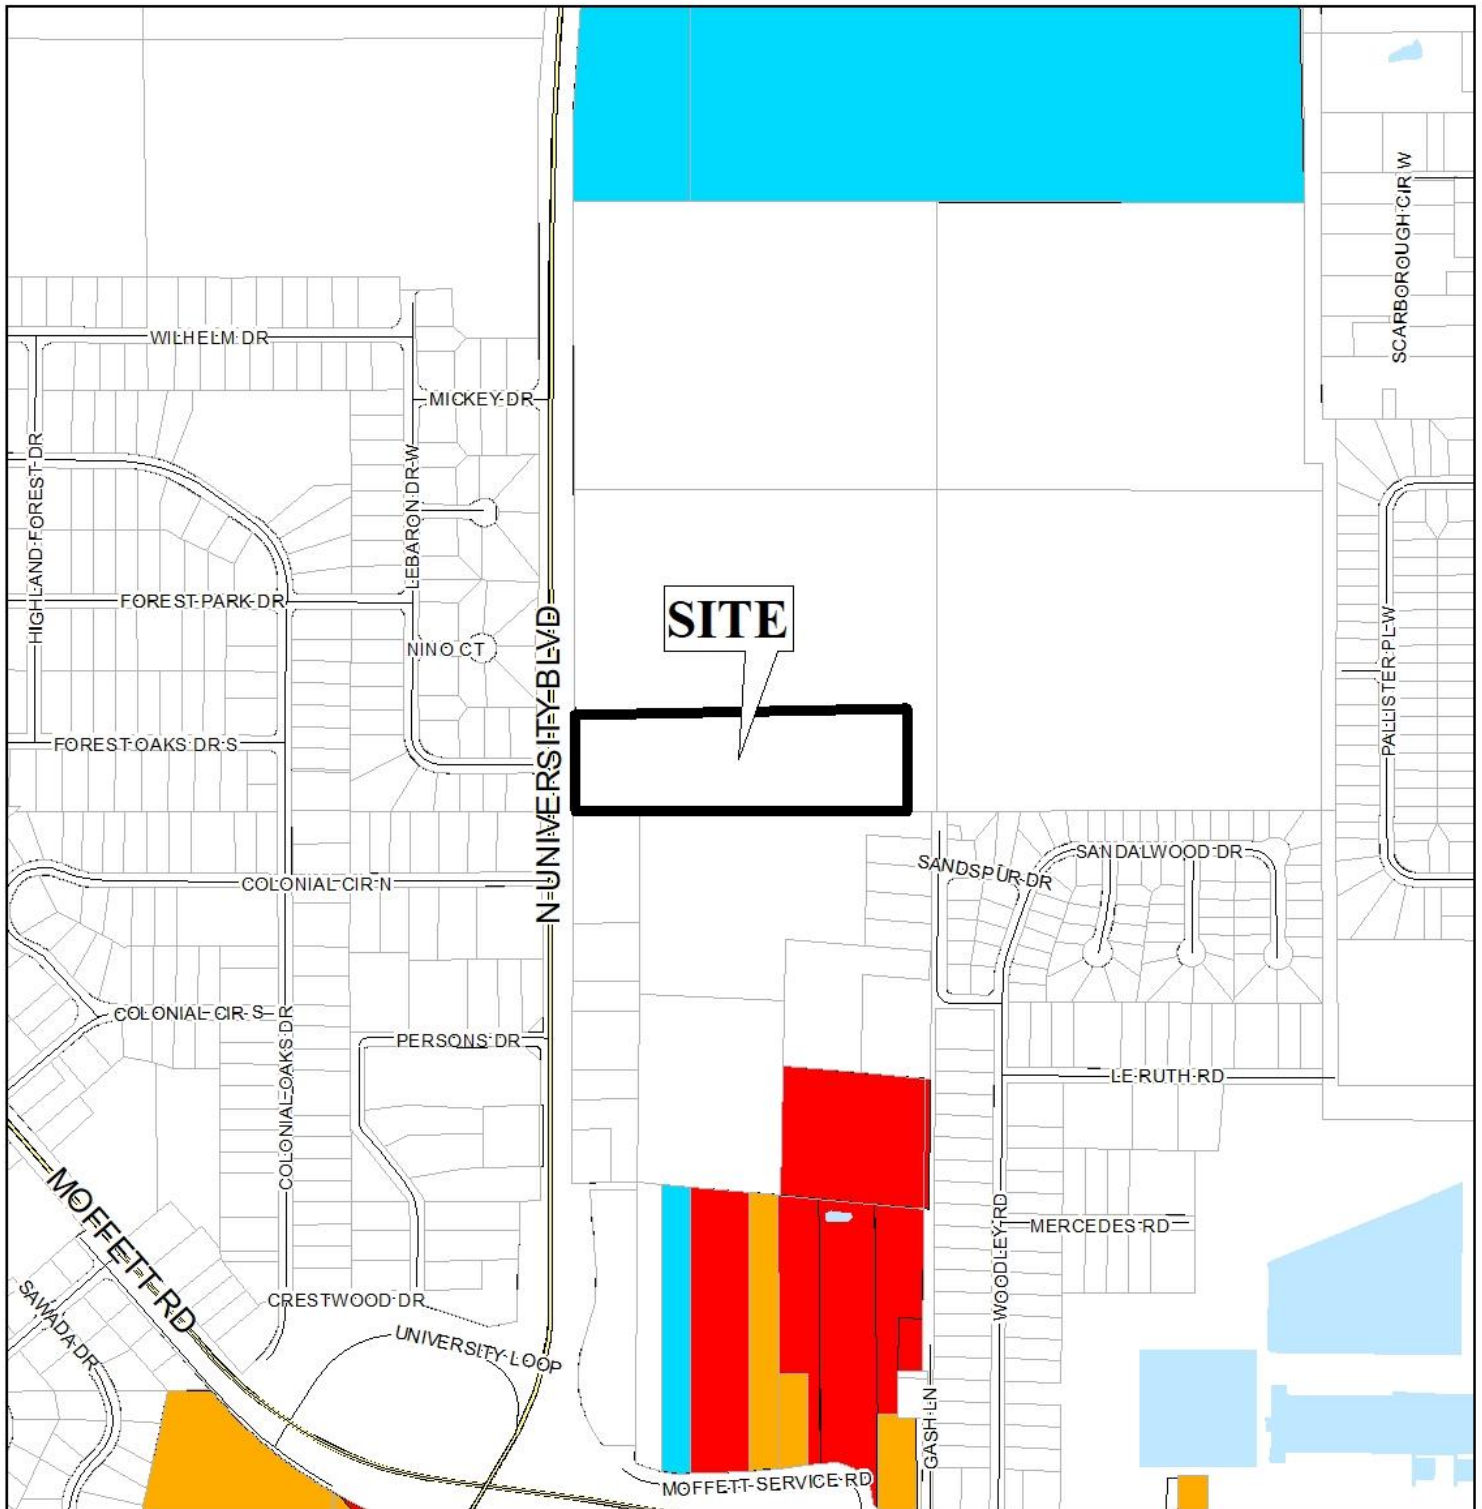 SCARBOROUGH CIR W
WILHELM DR
MICKEY DR
HIGHLAND FOREST DR
LEBARON DR W
FOREST PARK DR
SITE
NINO CT
N UNIVERSITY BLVD
PALLISTER PL W
FOREST OAKS DR S
SANDALWOOD DR
SANDSPUR DR
COLONIAL CIR N
COLONIAL CIR S
COLONIAL OAKS DR
PERSONS DR
LE RUTH RD
MOFFETT RD
WOODLEY RD
MERCEDES RD
SAWADA DR
CRESTWOOD DR
UNIVERSITY LOOP
GASH LN
MOFFETT SERVICE RD